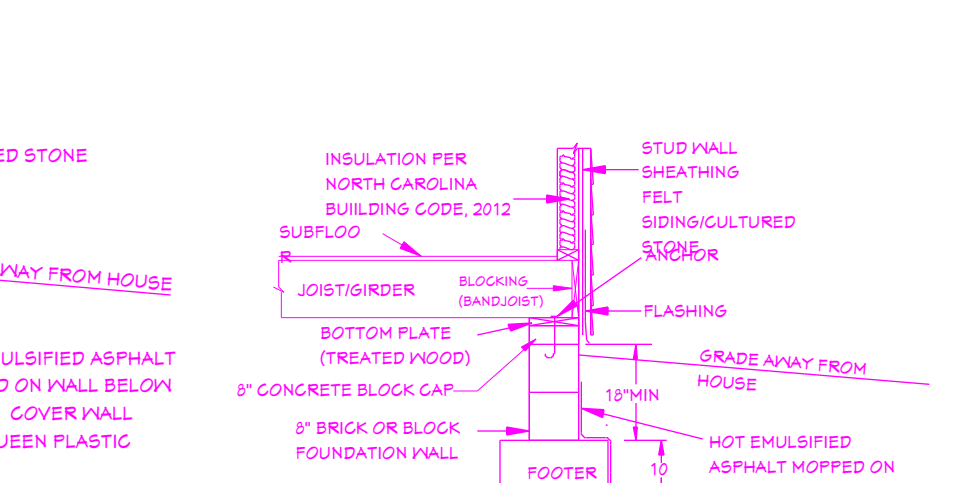 ED STONE
WAY FROM HOUSE
ULSIFIED ASPHALT
D ON WALL BELOW
COVER WALL
UEEN PLASTIC
INSULATION PER
NORTH CAROLINA
BUIILDING CODE, 2012
SUBFLOO
R
JOIST/GIRDER
BLOCKING
(BANDJOIST)
BOTTOM PLATE
(TREATED WOOD)
8" CONCRETE BLOCK CAP
8" BRICK OR BLOCK
FOUNDATION WALL
FOOTER
STUD WALL
SHEATHING
FELT
SIDING/CULTURED
STONE
ANCHOR
FLASHING
GRADE AWAY FROM
HOUSE
18"MIN
HOT EMULSIFIED
ASPHALT MOPPED ON
10